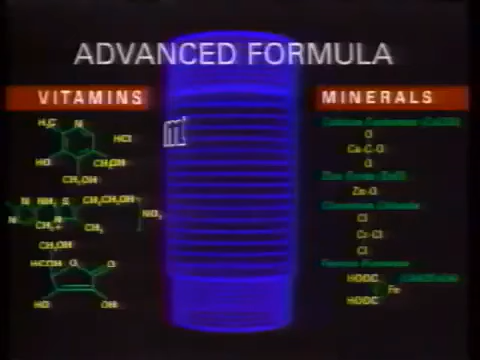 ADVANCED FORMULA
VITAMINS
MINERALS
m
H₃C
N
HCl
HO
CH₂OH
CH₂OH
N
NH₂
S
CH₂CH₂OH
N
N
NO₃
CH₃
CH₂OH
HCOH
O
O
HO
OH
O
Ca-C-O
O
Zn-O
Cl
Cr-Cl
Cl
HOOC
Fe
HOOC